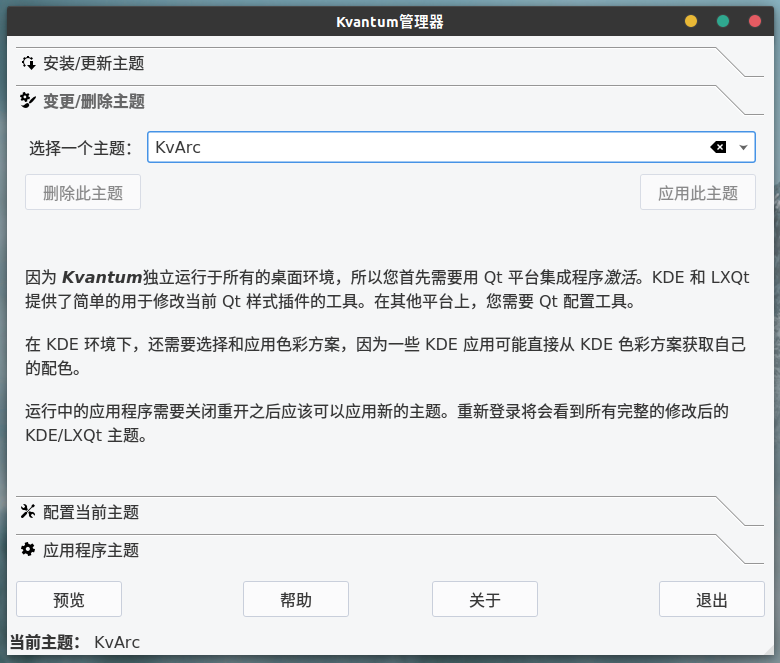 Kvantum管理器
安装/更新主题
变更/删除主题
选择一个主题： KvArc
删除此主题 应用此主题
因为 Kvantum独立运行于所有的桌面环境，所以您首先需要用 Qt 平台集成程序激活。KDE 和 LXQt
提供了简单的用于修改当前 Qt 样式插件的工具。在其他平台上，您需要 Qt 配置工具。
在 KDE 环境下，还需要选择和应用色彩方案，因为一些 KDE 应用可能直接从 KDE 色彩方案获取自己
的配色。
运行中的应用程序需要关闭重开之后应该可以应用新的主题。重新登录将会看到所有完整的修改后的
KDE/LXQt 主题。
配置当前主题
应用程序主题
预览 帮助 关于 退出
当前主题： KvArc